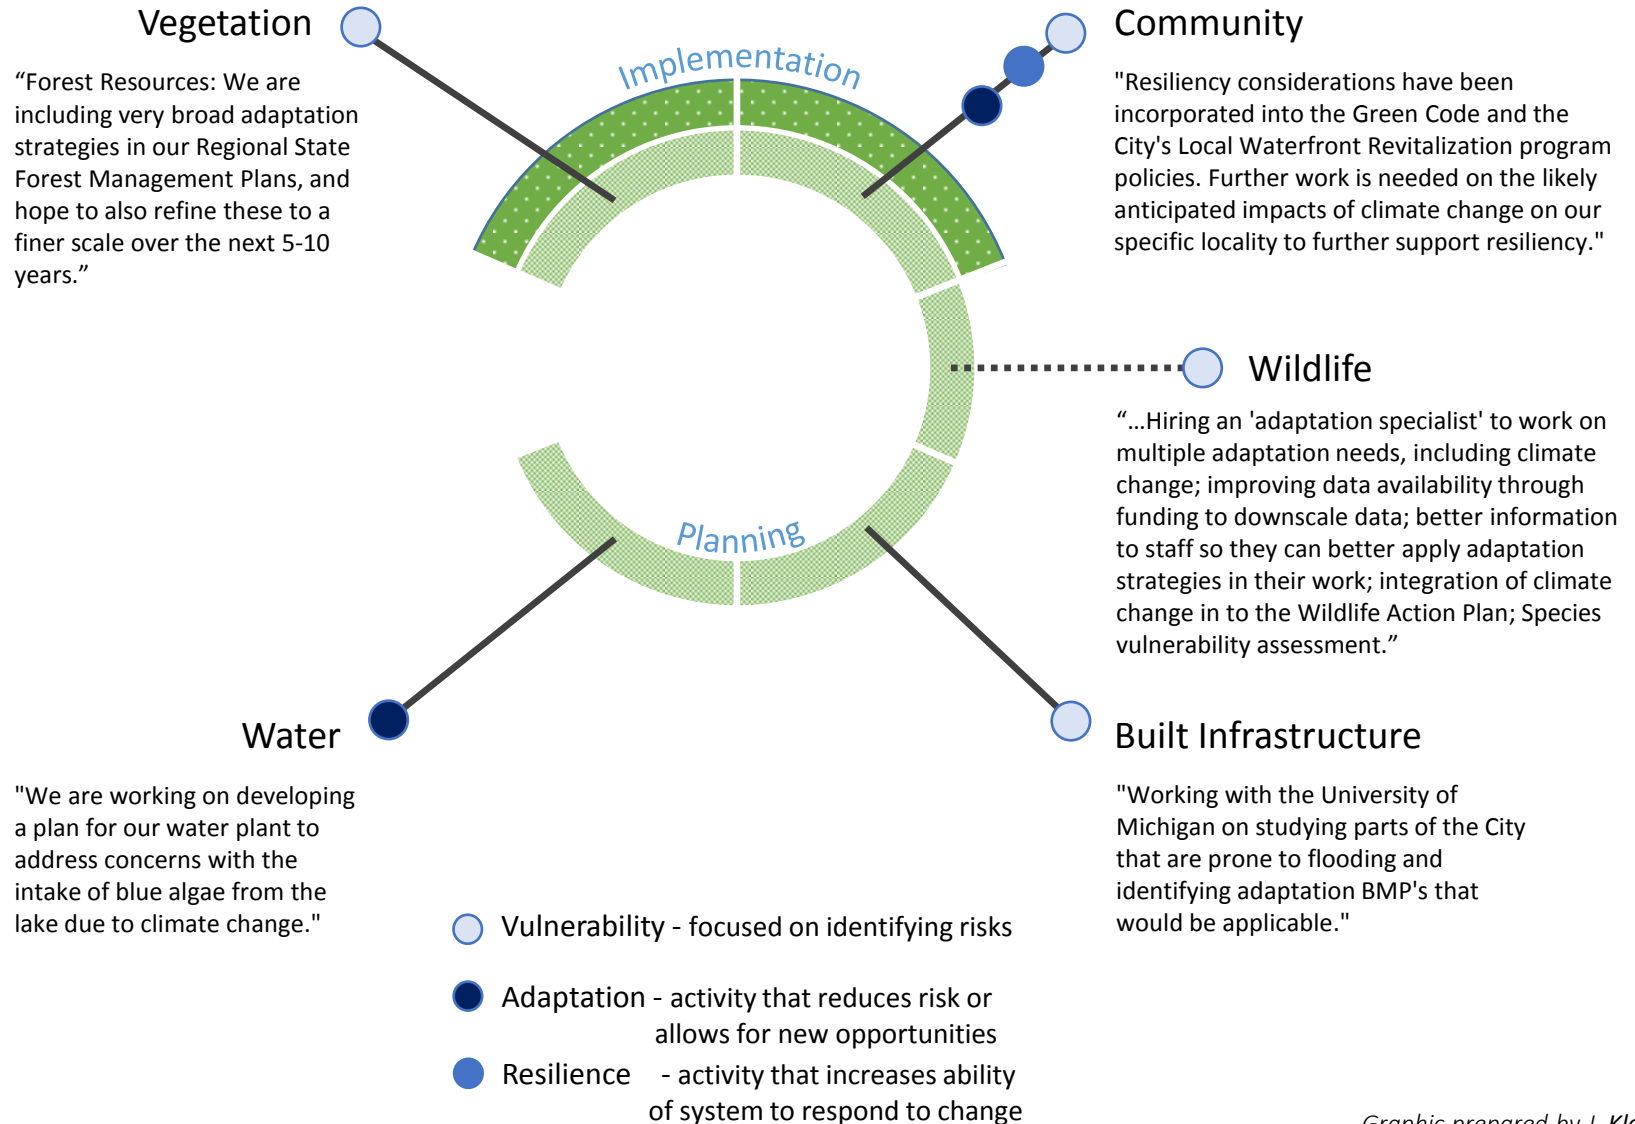 Vegetation
“Forest Resources: We are
including very broad adaptation
strategies in our Regional State
Forest Management Plans, and
hope to also refine these to a
finer scale over the next 5-10
years.”
Implementation
Community
"Resiliency considerations have been
incorporated into the Green Code and the
City's Local Waterfront Revitalization program
policies. Further work is needed on the likely
anticipated impacts of climate change on our
specific locality to further support resiliency."
Wildlife
“…Hiring an 'adaptation specialist' to work on
multiple adaptation needs, including climate
change; improving data availability through
funding to downscale data; better information
to staff so they can better apply adaptation
strategies in their work; integration of climate
change in to the Wildlife Action Plan; Species
vulnerability assessment.”
Planning
Water
"We are working on developing
a plan for our water plant to
address concerns with the
intake of blue algae from the
lake due to climate change."
Built Infrastructure
"Working with the University of
Michigan on studying parts of the City
that are prone to flooding and
identifying adaptation BMP's that
would be applicable."
Vulnerability - focused on identifying risks
Adaptation - activity that reduces risk or
allows for new opportunities
Resilience - activity that increases ability
of system to respond to change
Graphic prepared by